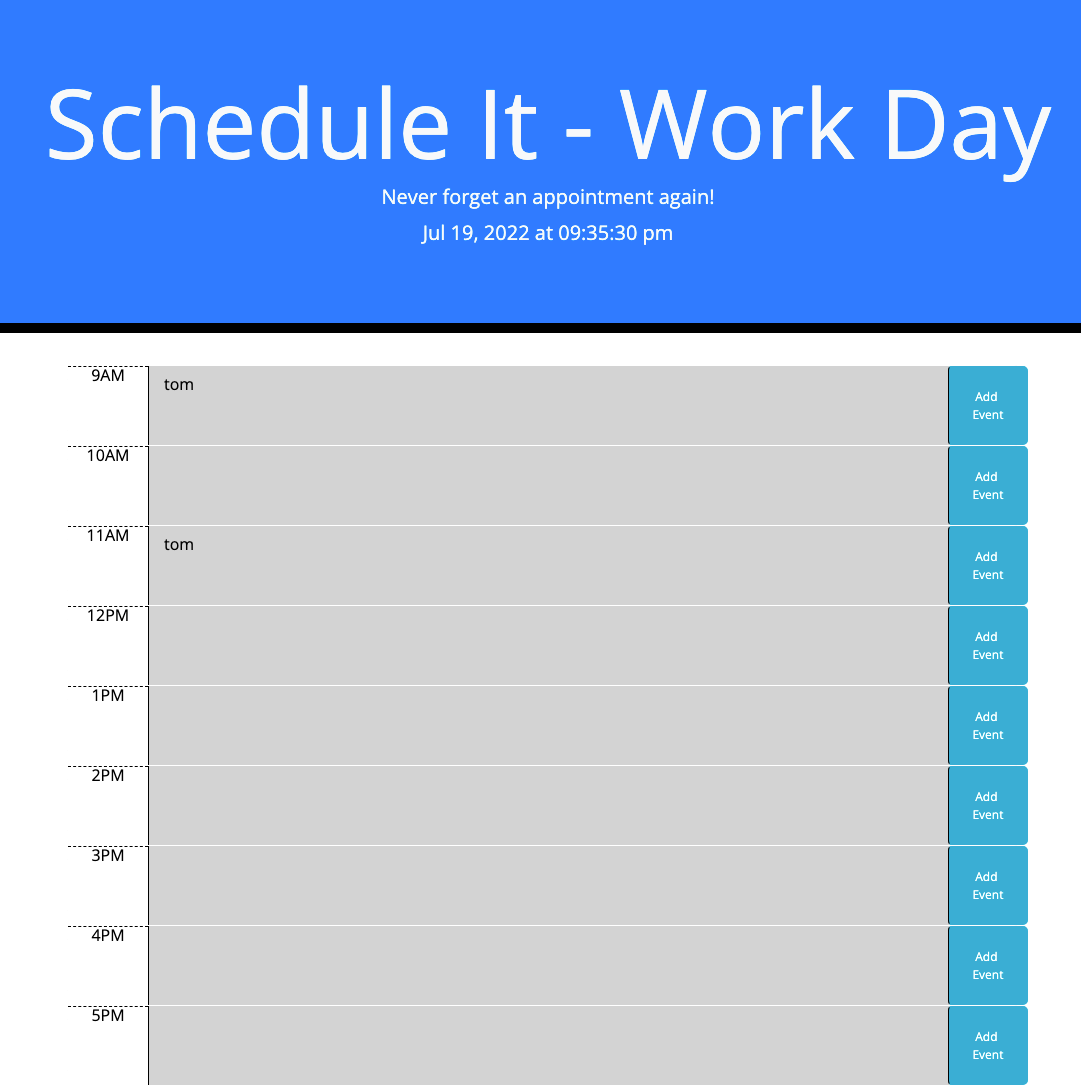 Schedule It - Work Day
Never forget an appointment again!
Jul 19, 2022 at 09:35:30 pm
9AM
tom
Add
Event
10AM
Add
Event
11AM
tom
Add
Event
12PM
Add
Event
1PM
Add
Event
2PM
Add
Event
3PM
Add
Event
4PM
Add
Event
5PM
Add
Event